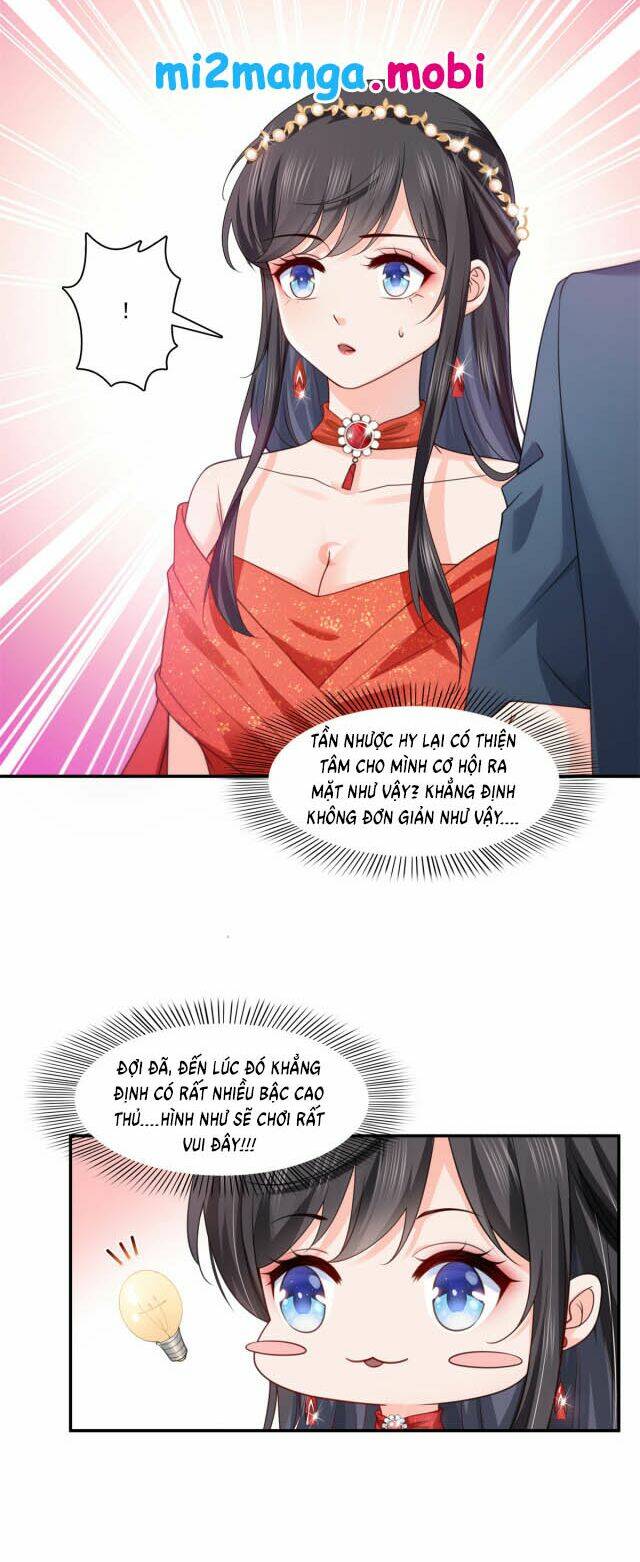 mi2manga.mobi
!
TẦN NHƯỢC HY LẠI CÓ THIỆN
TÂM CHO MÌNH CƠ HỘI RA
MẶT NHƯ VẬY? KHẲNG ĐỊNH
KHÔNG ĐƠN GIẢN NHƯ VẬY....
ĐỢI ĐÃ, ĐẾN LÚC ĐÓ KHẲNG
ĐỊNH CÓ RẤT NHIỀU BẬC CAO
THỦ....HÌNH NHƯ SẼ CHƠI RẤT
VUI ĐÂY!!!